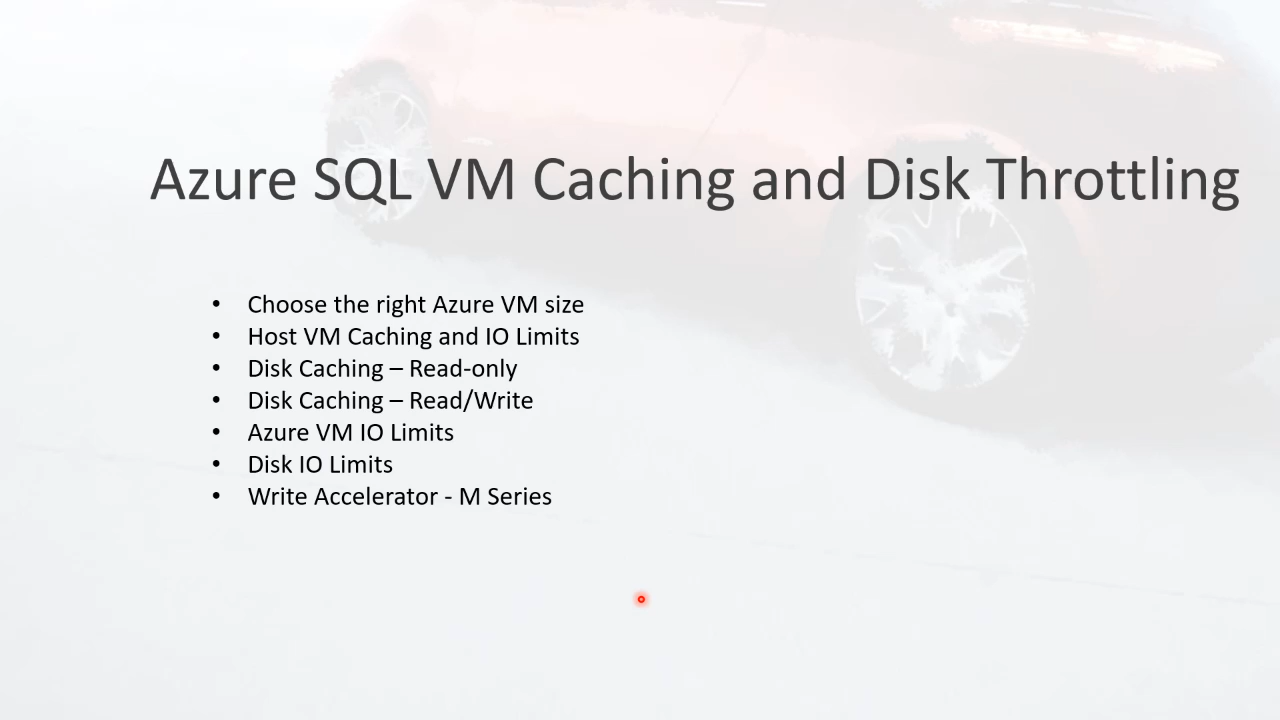 Azure SQL VM Caching and Disk Throttling
• Choose the right Azure VM size
• Host VM Caching and IO Limits
• Disk Caching – Read-only
• Disk Caching – Read/Write
• Azure VM IO Limits
• Disk IO Limits
• Write Accelerator - M Series